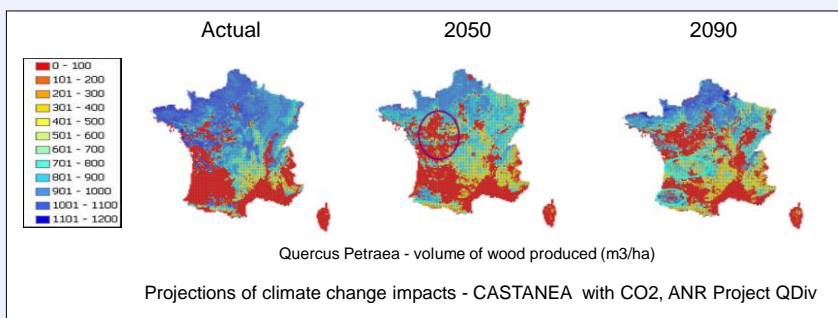 Actual 2050 2090
0 - 100
101 - 200
201 - 300
301 - 400
401 - 500
501 - 600
601 - 700
701 - 800
801 - 900
901 - 1000
1001 - 1100
1101 - 1200
Quercus Petraea - volume of wood produced (m3/ha)
Projections of climate change impacts - CASTANEA with CO2, ANR Project QDiv